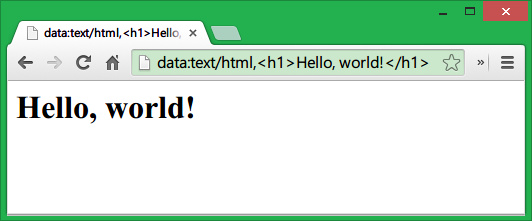 data:text/html,<h1>Hello,
data:text/html,<h1>Hello, world!</h1>
Hello, world!